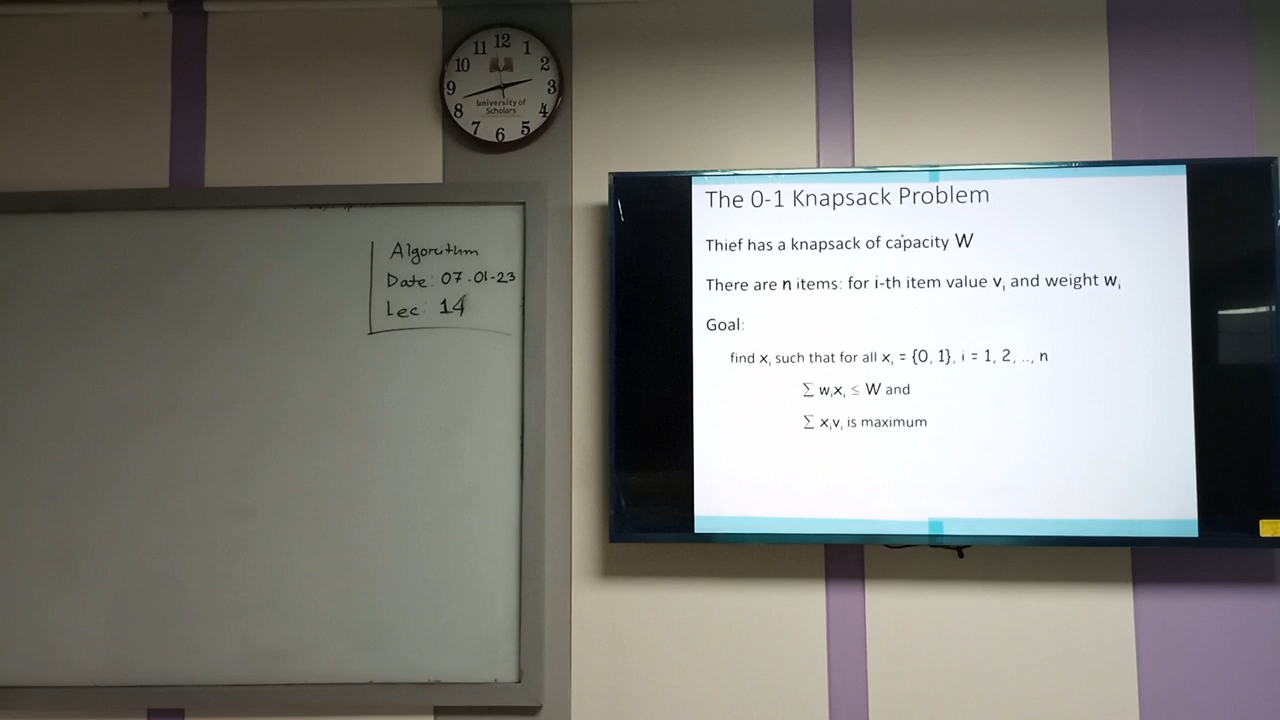 12
11 1
10 2
9 3
8 4
7 5
6
University of
Scholars
Algorithm
Date: 07-01-23
Lec: 14
The 0-1 Knapsack Problem
Thief has a knapsack of capacity W
There are n items: for i-th item value vᵢ and weight wᵢ
Goal:
find xᵢ such that for all xᵢ = {0, 1}, i = 1, 2, .., n
∑ wᵢxᵢ ≤ W and
∑ xᵢvᵢ is maximum